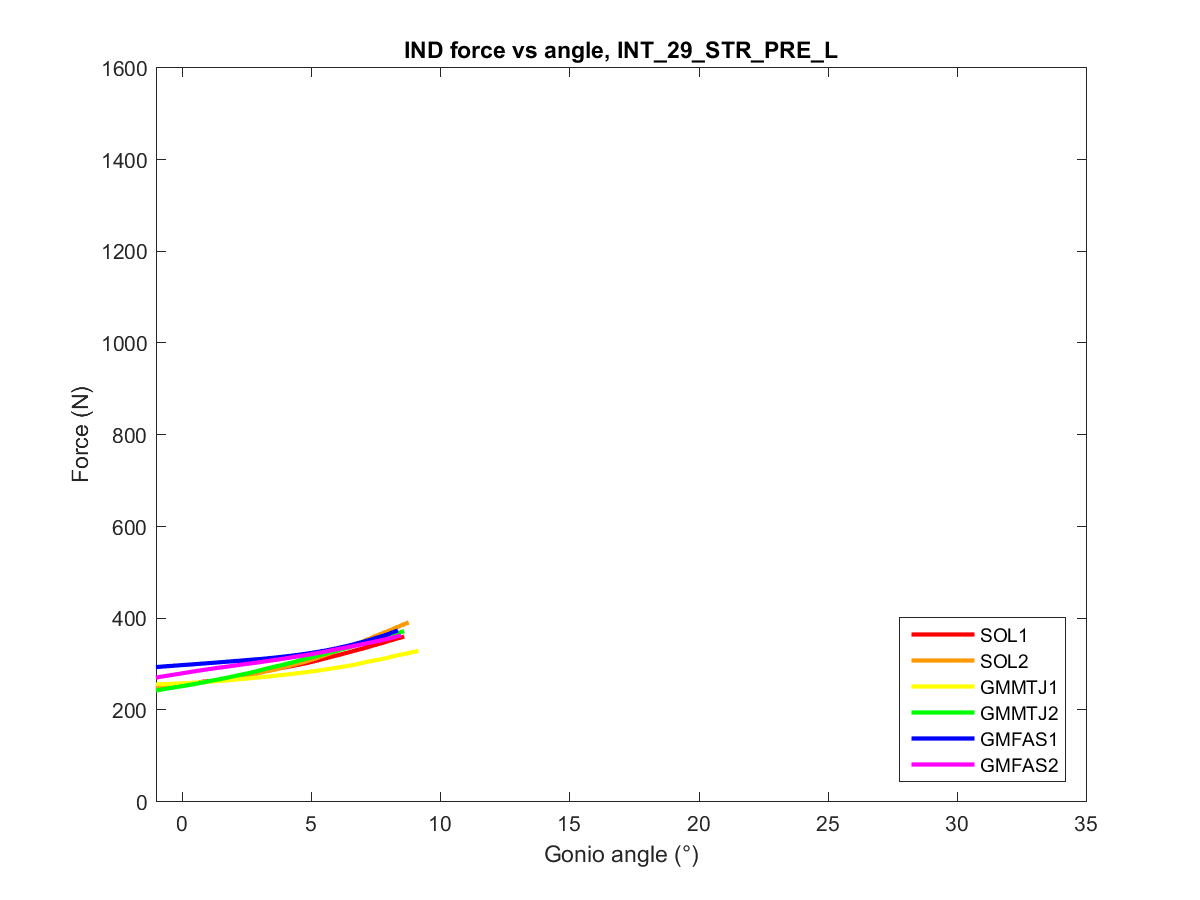 IND force vs angle, INT_29_STR_PRE_L
1600
1400
1200
1000
800
600
400
200
0
Force (N)
0 5 10 15 20 25 30 35
Gonio angle (°)
SOL1
SOL2
GMMTJ1
GMMTJ2
GMFAS1
GMFAS2